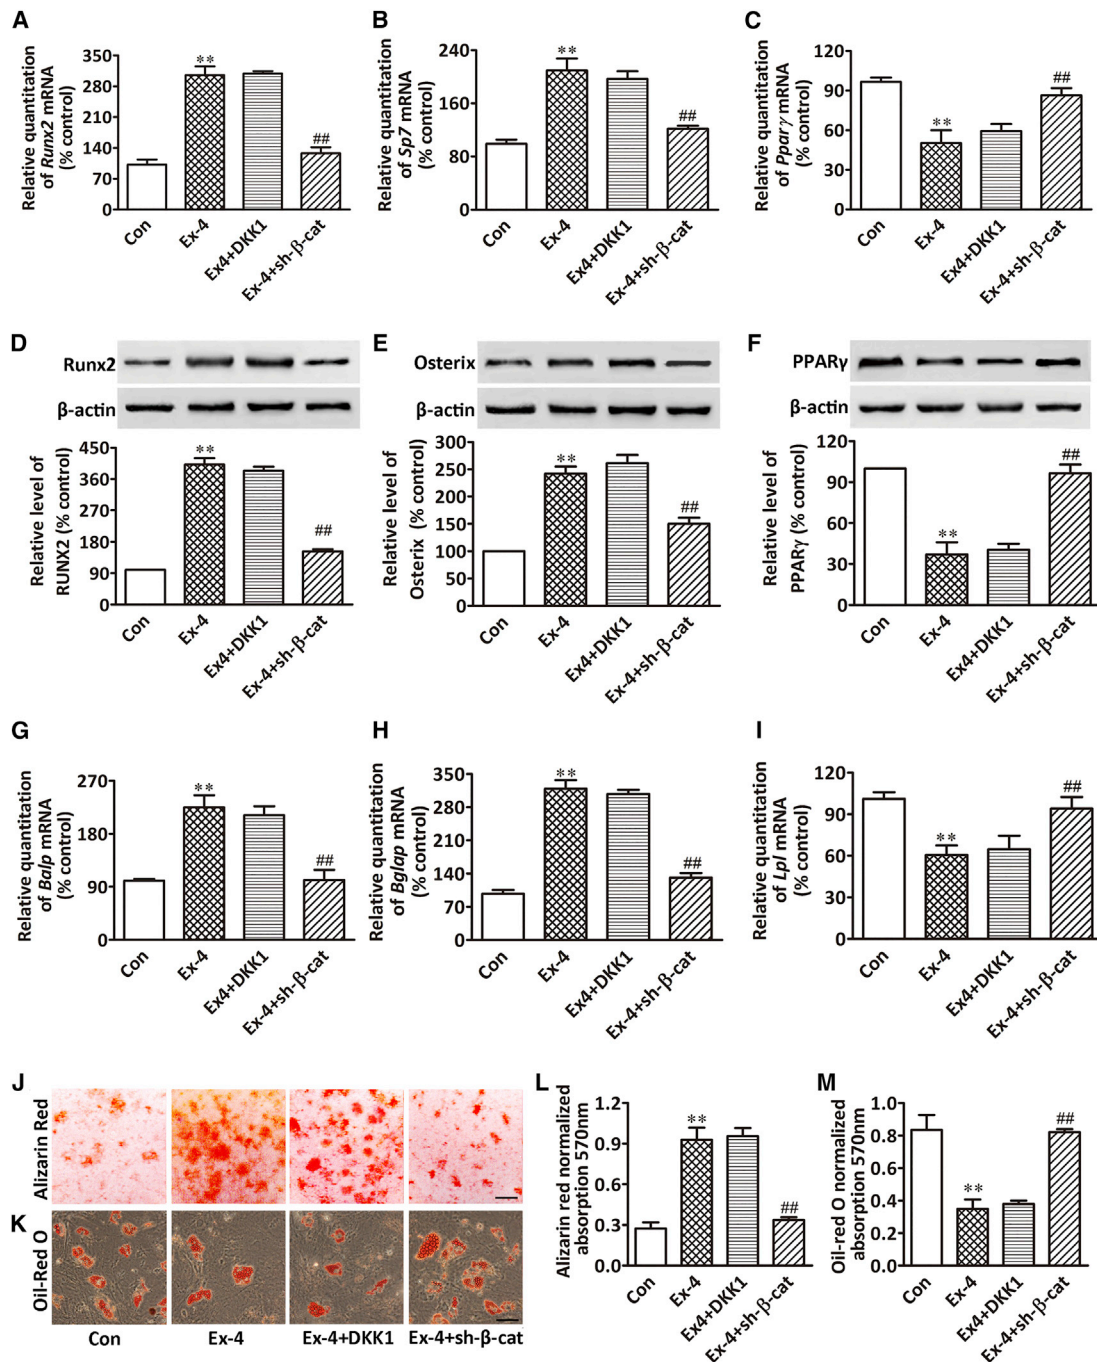 A
Relative quantitation
of Runx2 mRNA
(% control)
350
280
210
140
70
0
**
##
Con
Ex-4
Ex4+DKK1
Ex-4+sh-β-cat
B
Relative quantitation
of Sp7 mRNA
(% control)
240
160
80
0
**
##
Con
Ex-4
Ex4+DKK1
Ex-4+sh-β-cat
C
Relative quantitation
of Pparγ mRNA
(% control)
120
90
60
30
0
**
##
Con
Ex-4
Ex4+DKK1
Ex-4+sh-β-cat
D
Runx2
β-actin
Relative level of
RUNX2 (% control)
450
360
270
180
90
0
**
##
Con
Ex-4
Ex4+DKK1
Ex-4+sh-β-cat
E
Osterix
β-actin
Relative level of
Osterix (% control)
300
250
200
150
100
50
0
**
##
Con
Ex-4
Ex4+DKK1
Ex-4+sh-β-cat
F
PPARγ
β-actin
Relative level of
PPARγ (% control)
120
90
60
30
0
**
##
Con
Ex-4
Ex4+DKK1
Ex-4+sh-β-cat
G
Relative quantitation
of Balp mRNA
(% control)
270
180
90
0
**
##
Con
Ex-4
Ex4+DKK1
Ex-4+sh-β-cat
H
Relative quantitation
of Bglap mRNA
(% control)
350
280
210
140
70
0
**
##
Con
Ex-4
Ex4+DKK1
Ex-4+sh-β-cat
I
Relative quantitation
of Lpl mRNA
(% control)
120
90
60
30
0
**
##
Con
Ex-4
Ex4+DKK1
Ex-4+sh-β-cat
J
Alizarin Red
K
Oil-Red O
Con
Ex-4
Ex-4+DKK1
Ex-4+sh-β-cat
L
Alizarin red normalized
absorption 570nm
1.2
0.9
0.6
0.3
0.0
**
##
Con
Ex-4
Ex4+DKK1
Ex-4+sh-β-cat
M
Oil-red O normalized
absorption 570nm
1.0
0.8
0.6
0.4
0.2
0.0
**
##
Con
Ex-4
Ex4+DKK1
Ex-4+sh-β-cat